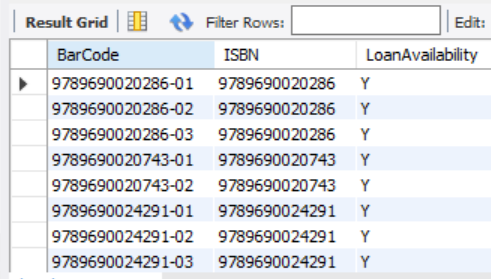 Result Grid Filter Rows: Edit:
BarCode ISBN LoanAvailability
9789690020286-01 9789690020286 Y
9789690020286-02 9789690020286 Y
9789690020286-03 9789690020286 Y
9789690020743-01 9789690020743 Y
9789690020743-02 9789690020743 Y
9789690024291-01 9789690024291 Y
9789690024291-02 9789690024291 Y
9789690024291-03 9789690024291 Y